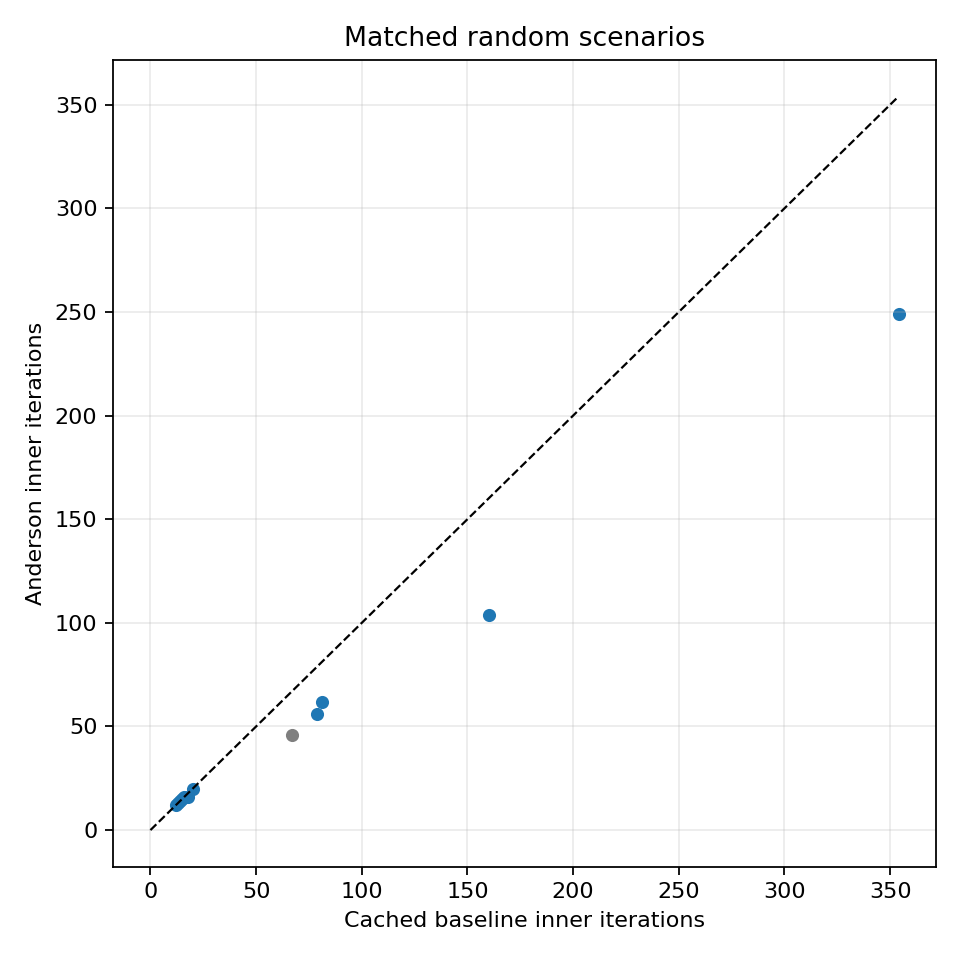 Matched random scenarios
350
300
250
200
150
100
50
0
Anderson inner iterations
0 50 100 150 200 250 300 350
Cached baseline inner iterations